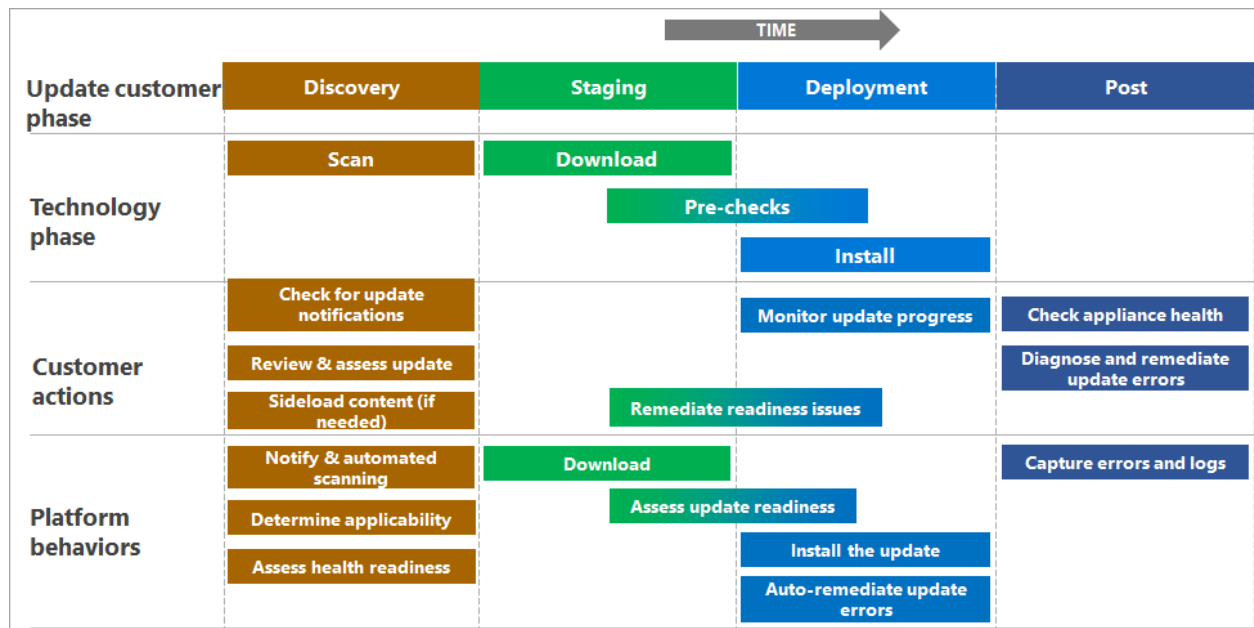 TIME
Update customer
phase
Discovery
Staging
Deployment
Post
Technology
phase
Scan
Download
Pre-checks
Install
Customer
actions
Check for update
notifications
Monitor update progress
Check appliance health
Review & assess update
Diagnose and remediate
update errors
Sideload content (if
needed)
Remediate readiness issues
Platform
behaviors
Notify & automated
scanning
Download
Capture errors and logs
Assess update readiness
Determine applicability
Install the update
Assess health readiness
Auto-remediate update
errors